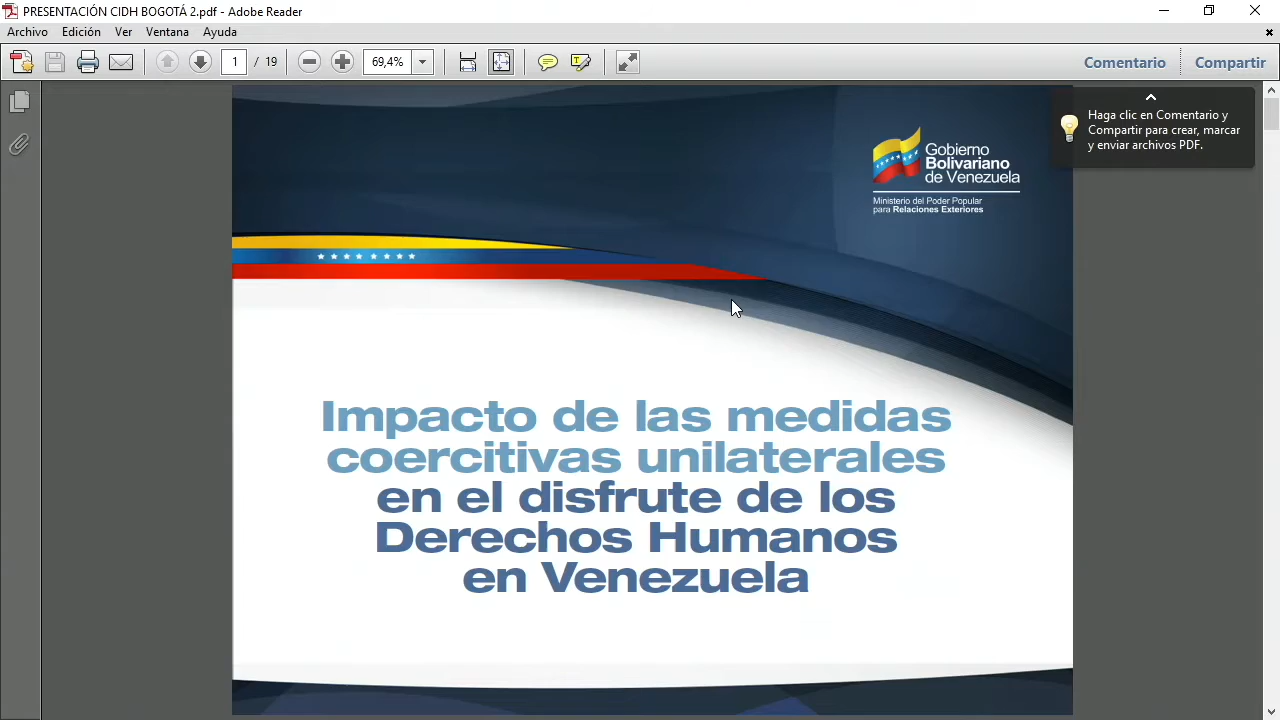 PRESENTACIÓN CIDH BOGOTÁ 2.pdf - Adobe Reader
Archivo Edición Ver Ventana Ayuda
1 / 19 69,4% Comentario Compartir
Haga clic en Comentario y
Compartir para crear, marcar
y enviar archivos PDF.
Gobierno
Bolivariano
de Venezuela
Ministerio del Poder Popular
para Relaciones Exteriores
Impacto de las medidas
coercitivas unilaterales
en el disfrute de los
Derechos Humanos
en Venezuela